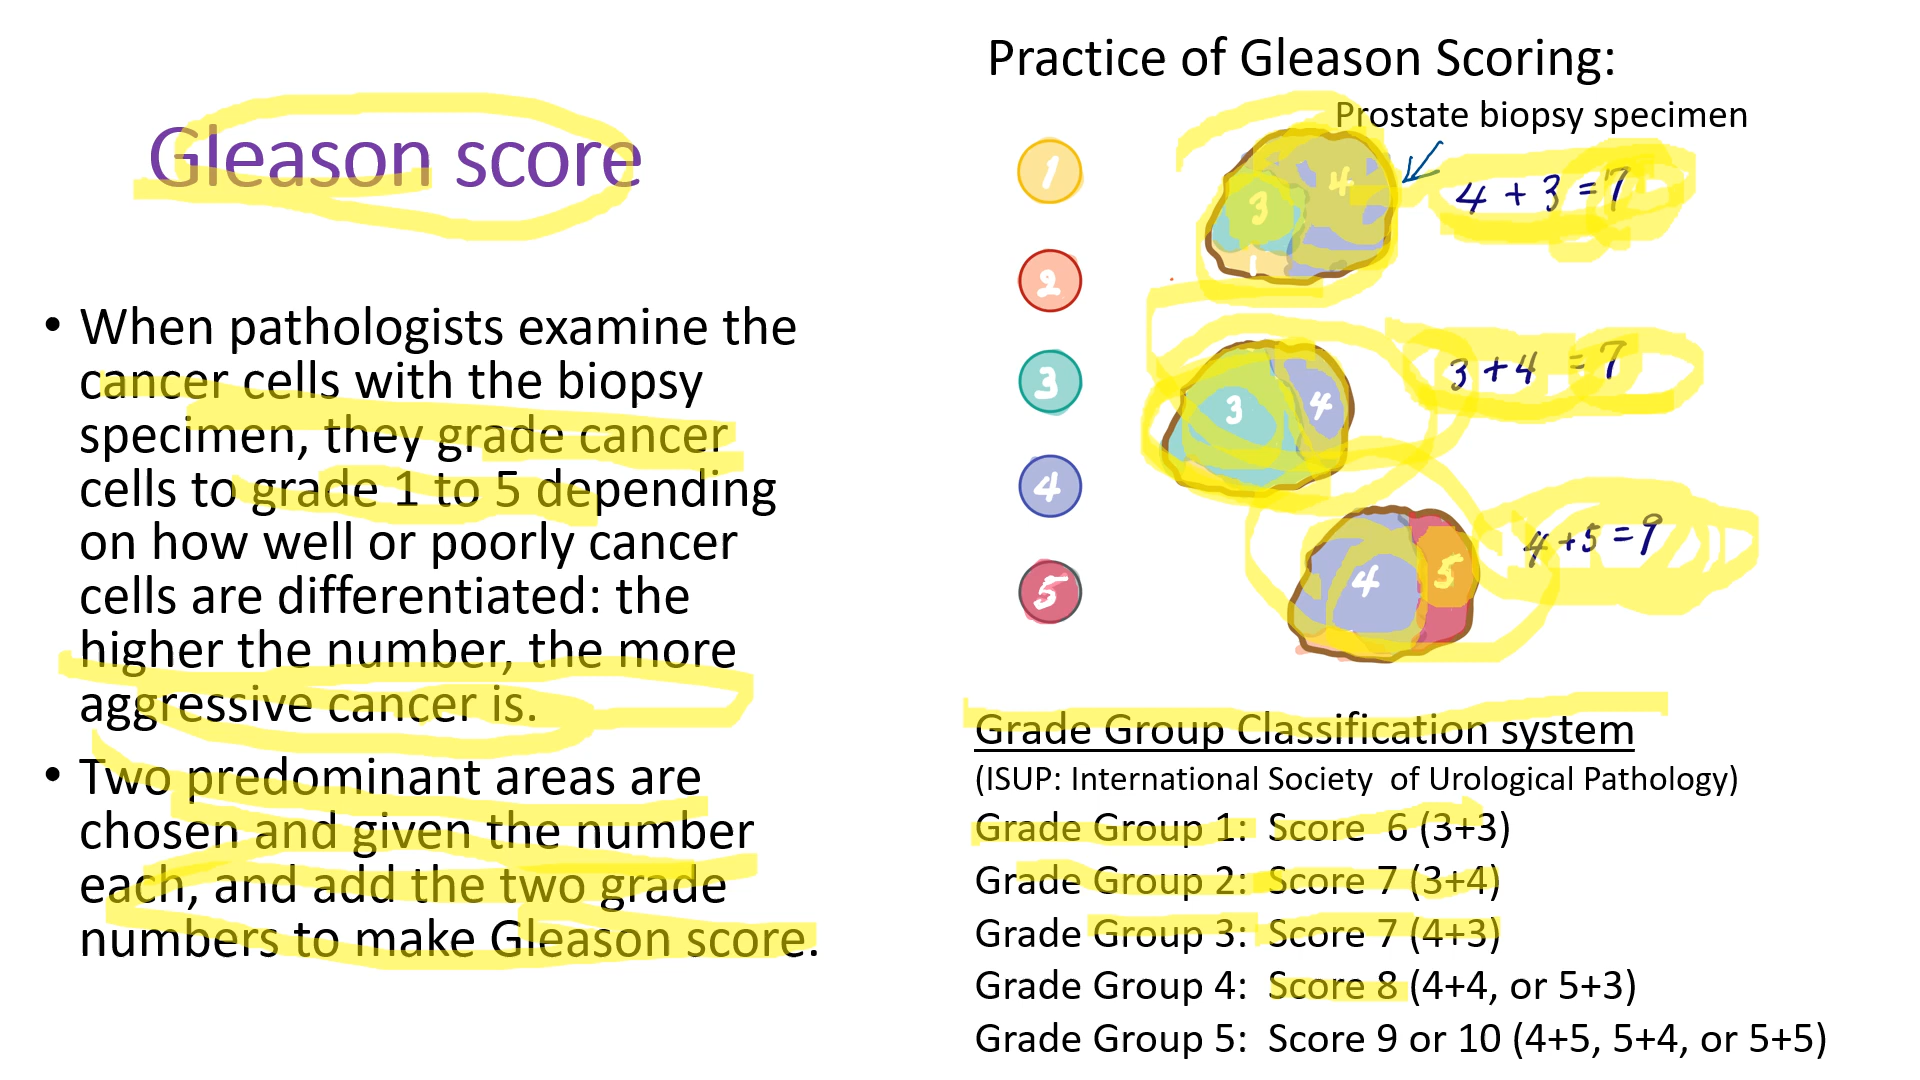 Gleason score
• When pathologists examine the
cancer cells with the biopsy
specimen, they grade cancer
cells to grade 1 to 5 depending
on how well or poorly cancer
cells are differentiated: the
higher the number, the more
aggressive cancer is.
• Two predominant areas are
chosen and given the number
each, and add the two grade
numbers to make Gleason score.
Practice of Gleason Scoring:
Prostate biopsy specimen
1
2
3
4
5
3
4
1
4 + 3 = 7
3
4
3 + 4 = 7
4
5
4 + 5 = 9
Grade Group Classification system
(ISUP: International Society of Urological Pathology)
Grade Group 1: Score 6 (3+3)
Grade Group 2: Score 7 (3+4)
Grade Group 3: Score 7 (4+3)
Grade Group 4: Score 8 (4+4, or 5+3)
Grade Group 5: Score 9 or 10 (4+5, 5+4, or 5+5)